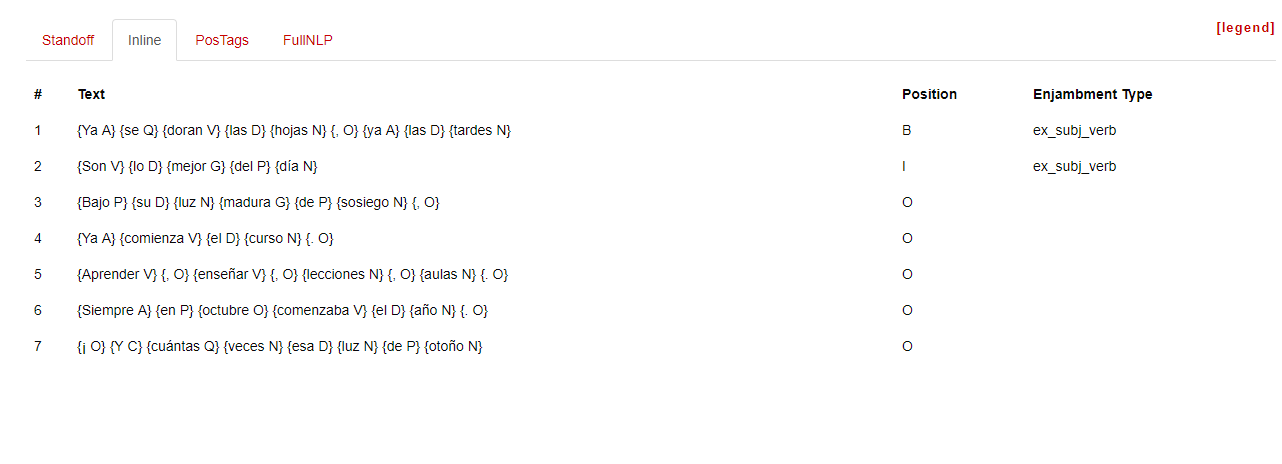 Standoff Inline PosTags FullNLP [legend]
# Text Position Enjambment Type
1 {Ya A} {se Q} {doran V} {las D} {hojas N} {, O} {ya A} {las D} {tardes N} B ex_subj_verb
2 {Son V} {lo D} {mejor G} {del P} {día N} I ex_subj_verb
3 {Bajo P} {su D} {luz N} {madura G} {de P} {sosiego N} {, O} O
4 {Ya A} {comienza V} {el D} {curso N} {. O} O
5 {Aprender V} {, O} {enseñar V} {, O} {lecciones N} {, O} {aulas N} {. O} O
6 {Siempre A} {en P} {octubre O} {comenzaba V} {el D} {año N} {. O} O
7 {¡ O} {Y C} {cuántas Q} {veces N} {esa D} {luz N} {de P} {otoño N} O